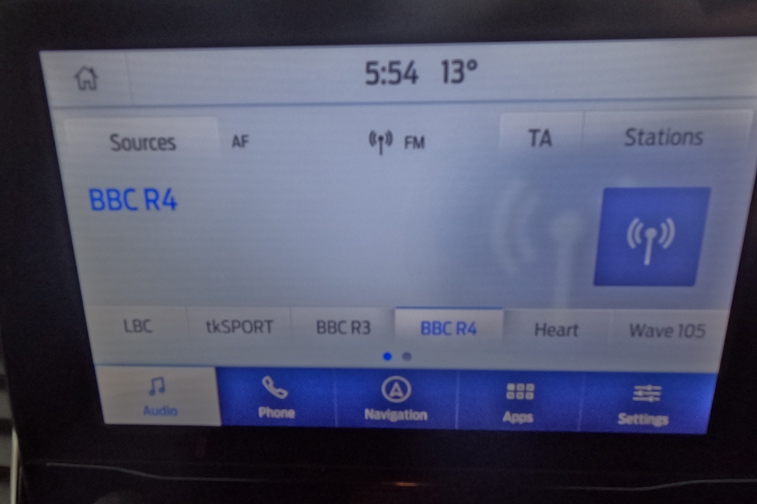 5:54 13°
Sources AF FM TA Stations
BBC R4
LBC tkSPORT BBC R3 BBC R4 Heart Wave 105
Audio Phone Navigation Apps Settings